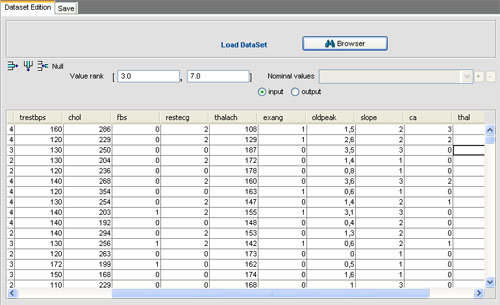 Dataset Edition Save
Load DataSet Browser
Null
Value rank [ 3.0 , 7.0 ] Nominal values + -
input output
trestbps chol fbs restecg thalach exang oldpeak slope ca thal
4 160 286 0 2 108 1 1,5 2 3
4 120 229 0 2 129 1 2,6 2 2
3 130 250 0 0 187 0 3,5 3 0
2 130 204 0 2 172 0 1,4 1 0
2 120 236 0 0 178 0 0,8 1 0
4 140 268 0 2 160 0 3,6 3 2
4 120 354 0 0 163 1 0,6 1 0
4 130 254 0 2 147 0 1,4 2 1
4 140 203 1 2 155 1 3,1 3 0
4 140 192 0 0 148 0 0,4 2 0
2 140 294 0 2 153 0 1,3 2 0
3 130 256 1 2 142 1 0,6 2 1
2 120 263 0 0 173 0 0 1 0
3 172 199 1 0 162 0 0,5 1 0
3 150 168 0 0 174 0 1,6 1 0
2 110 229 0 0 168 0 1 3 0